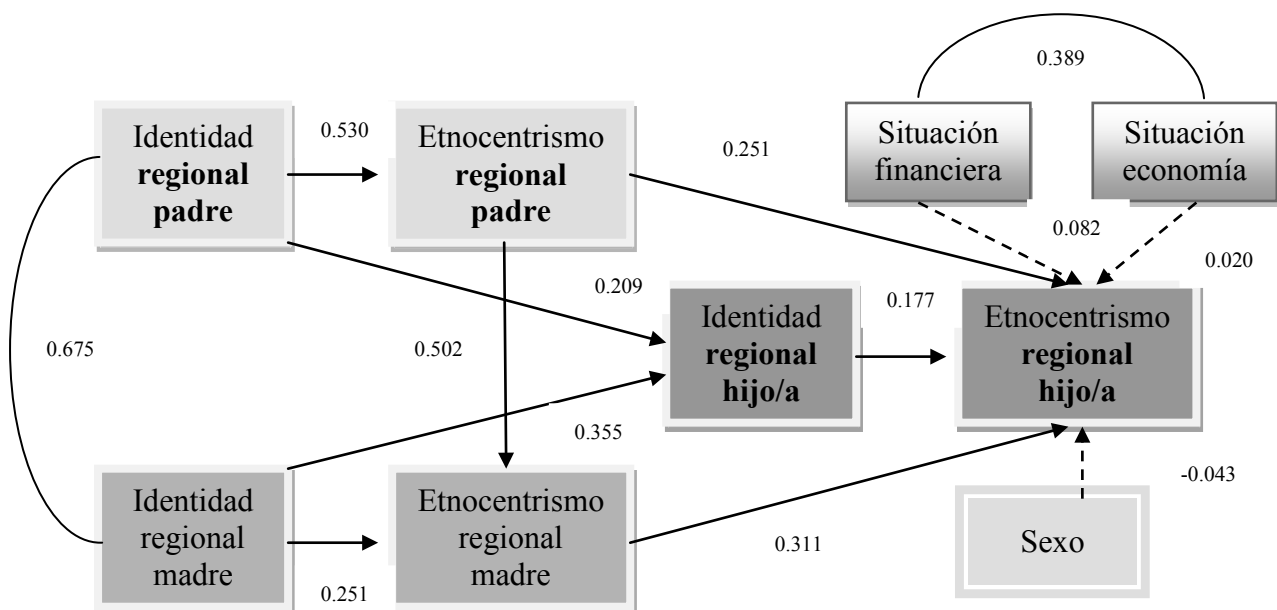 0.389
Identidad
regional
padre
0.530
Etnocentrismo
regional
padre
0.251
Situación
financiera
Situación
economía
0.082
0.020
0.209
0.177
Identidad
regional
hijo/a
Etnocentrismo
regional
hijo/a
0.675
0.502
0.355
Identidad
regional
madre
0.251
Etnocentrismo
regional
madre
0.311
-0.043
Sexo